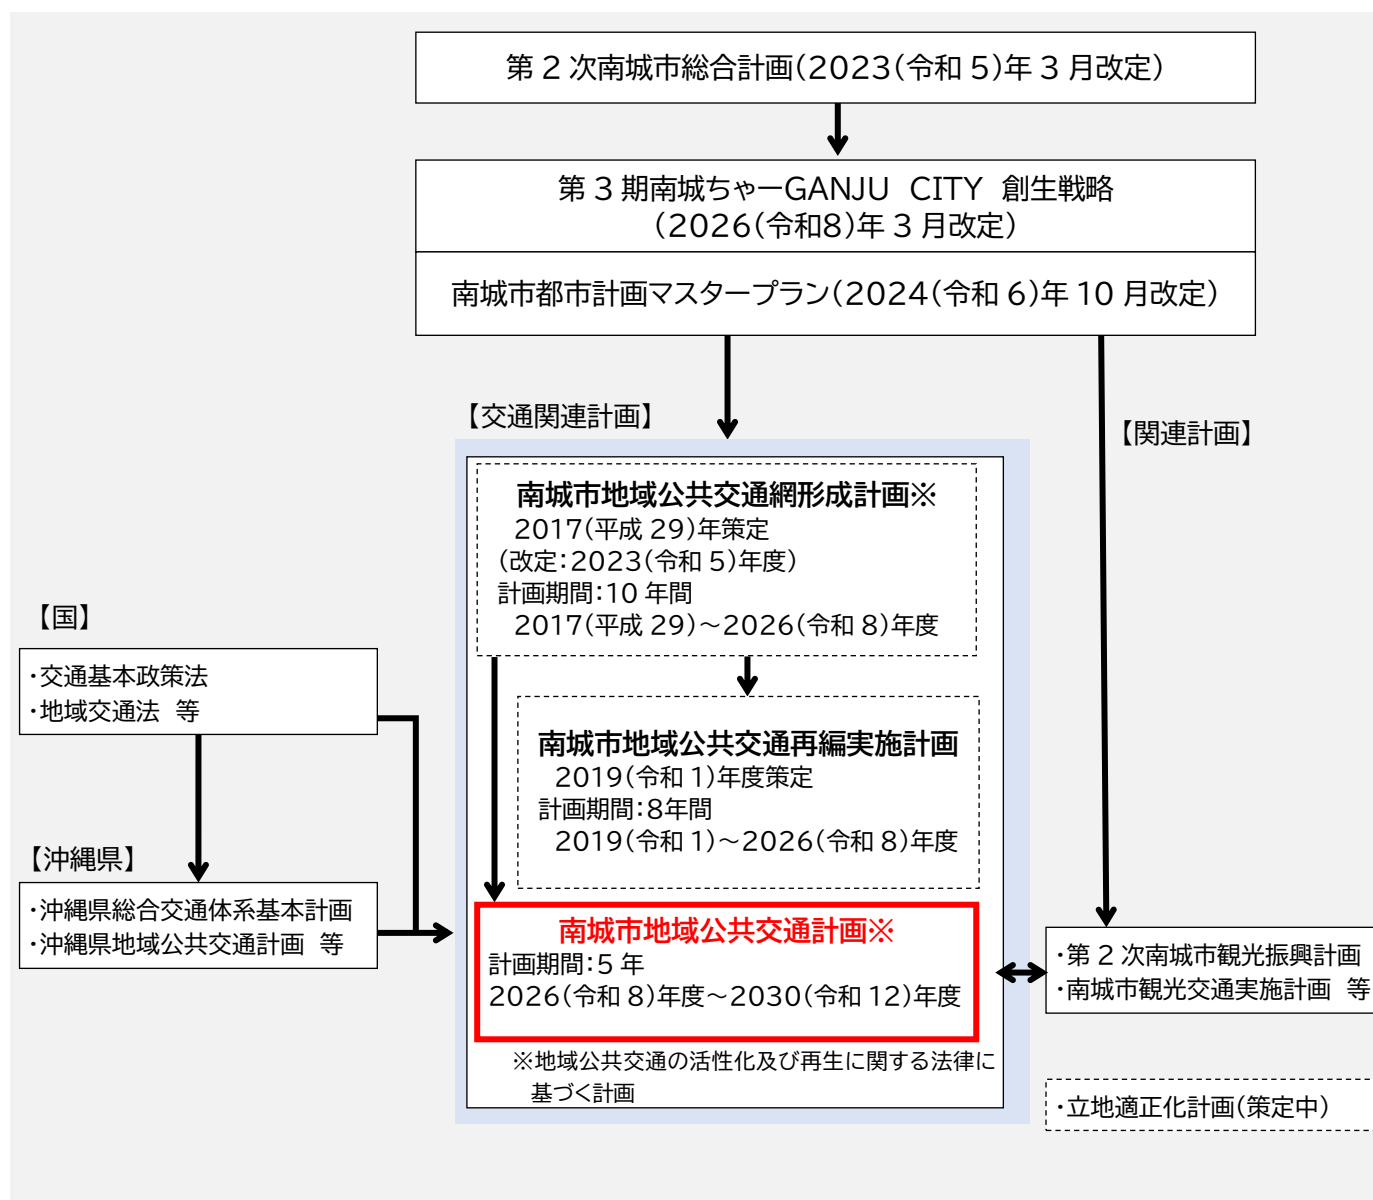 第2次南城市総合計画(2023(令和5)年3月改定)
第3期南城ちゃーGANJU CITY 創生戦略
(2026(令和8)年3月改定)
南城市都市計画マスタープラン(2024(令和6)年10月改定)
【交通関連計画】
【関連計画】
南城市地域公共交通網形成計画※
2017(平成29)年策定
(改定:2023(令和5)年度)
計画期間:10年間
2017(平成29)~2026(令和8)年度
【国】
・交通基本政策法
・地域交通法 等
南城市地域公共交通再編実施計画
2019(令和1)年度策定
計画期間:8年間
2019(令和1)~2026(令和8)年度
【沖縄県】
・沖縄県総合交通体系基本計画
・沖縄県地域公共交通計画 等
南城市地域公共交通計画※
計画期間:5年
2026(令和8)年度~2030(令和12)年度
※地域公共交通の活性化及び再生に関する法律に
基づく計画
・第2次南城市観光振興計画
・南城市観光交通実施計画 等
・立地適正化計画(策定中)